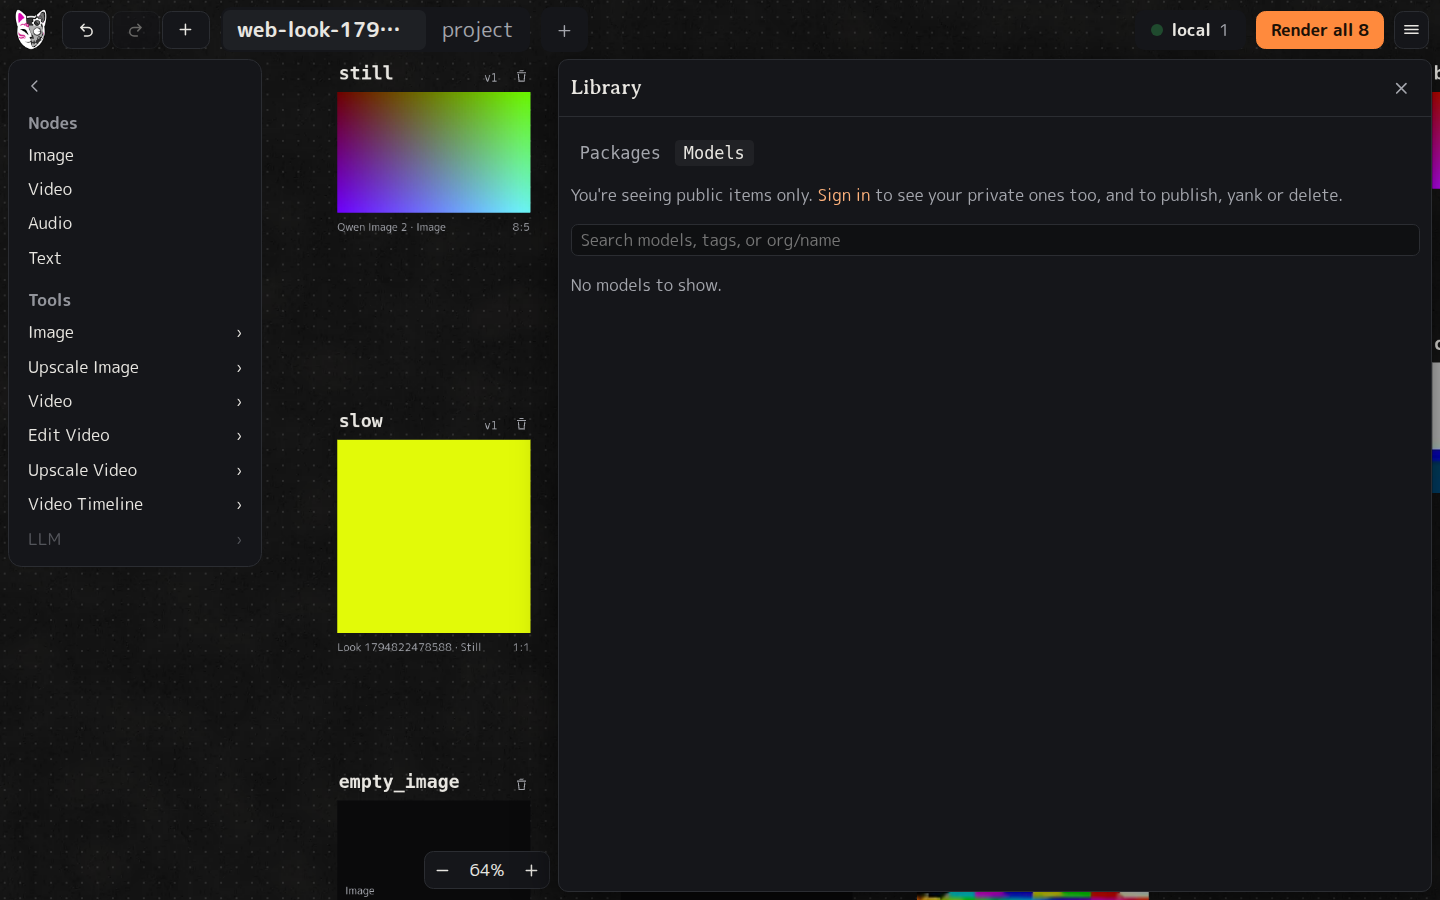 web-look-179···
project
local 1
Render all 8
Nodes
Image
Video
Audio
Text
Tools
Image
Upscale Image
Video
Edit Video
Upscale Video
Video Timeline
LLM
still
v1
Qwen Image 2 · Image
8:5
slow
v1
Look 1794822478588 · Still
1:1
empty_image
Image
64%
Library
Packages
Models
You're seeing public items only. Sign in to see your private ones too, and to publish, yank or delete.
Search models, tags, or org/name
No models to show.